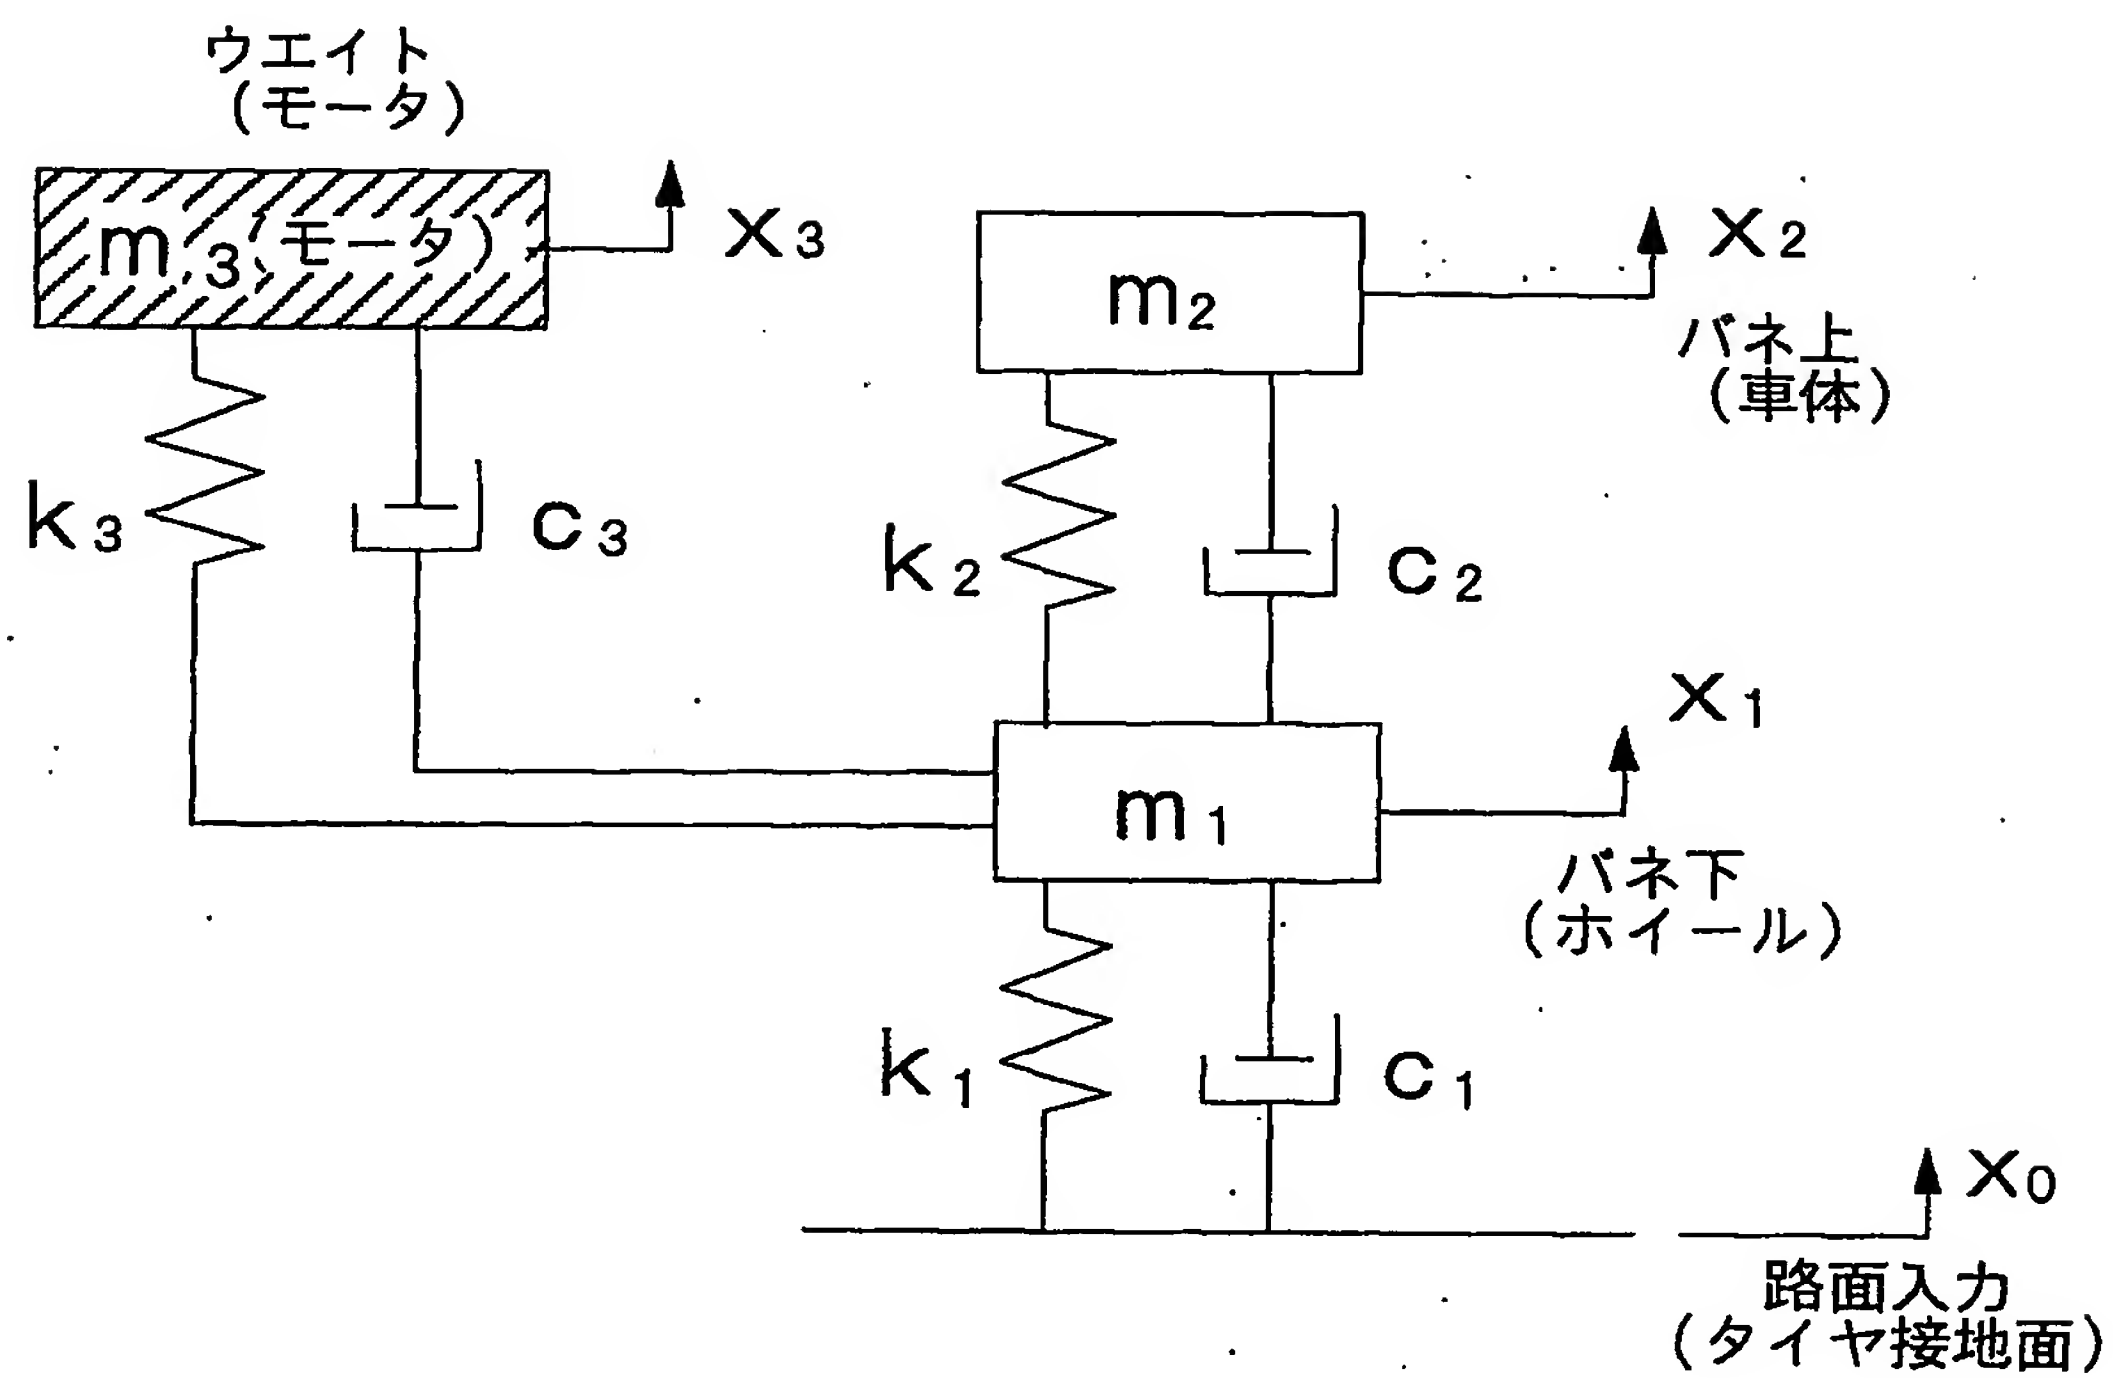 ウエイト
(モータ)
m3(モータ)
x3
k3
c3
m2
x2
バネ上
(車体)
k2
c2
x1
m1
バネ下
(ホイール)
k1
c1
x0
路面入力
(タイヤ接地面)